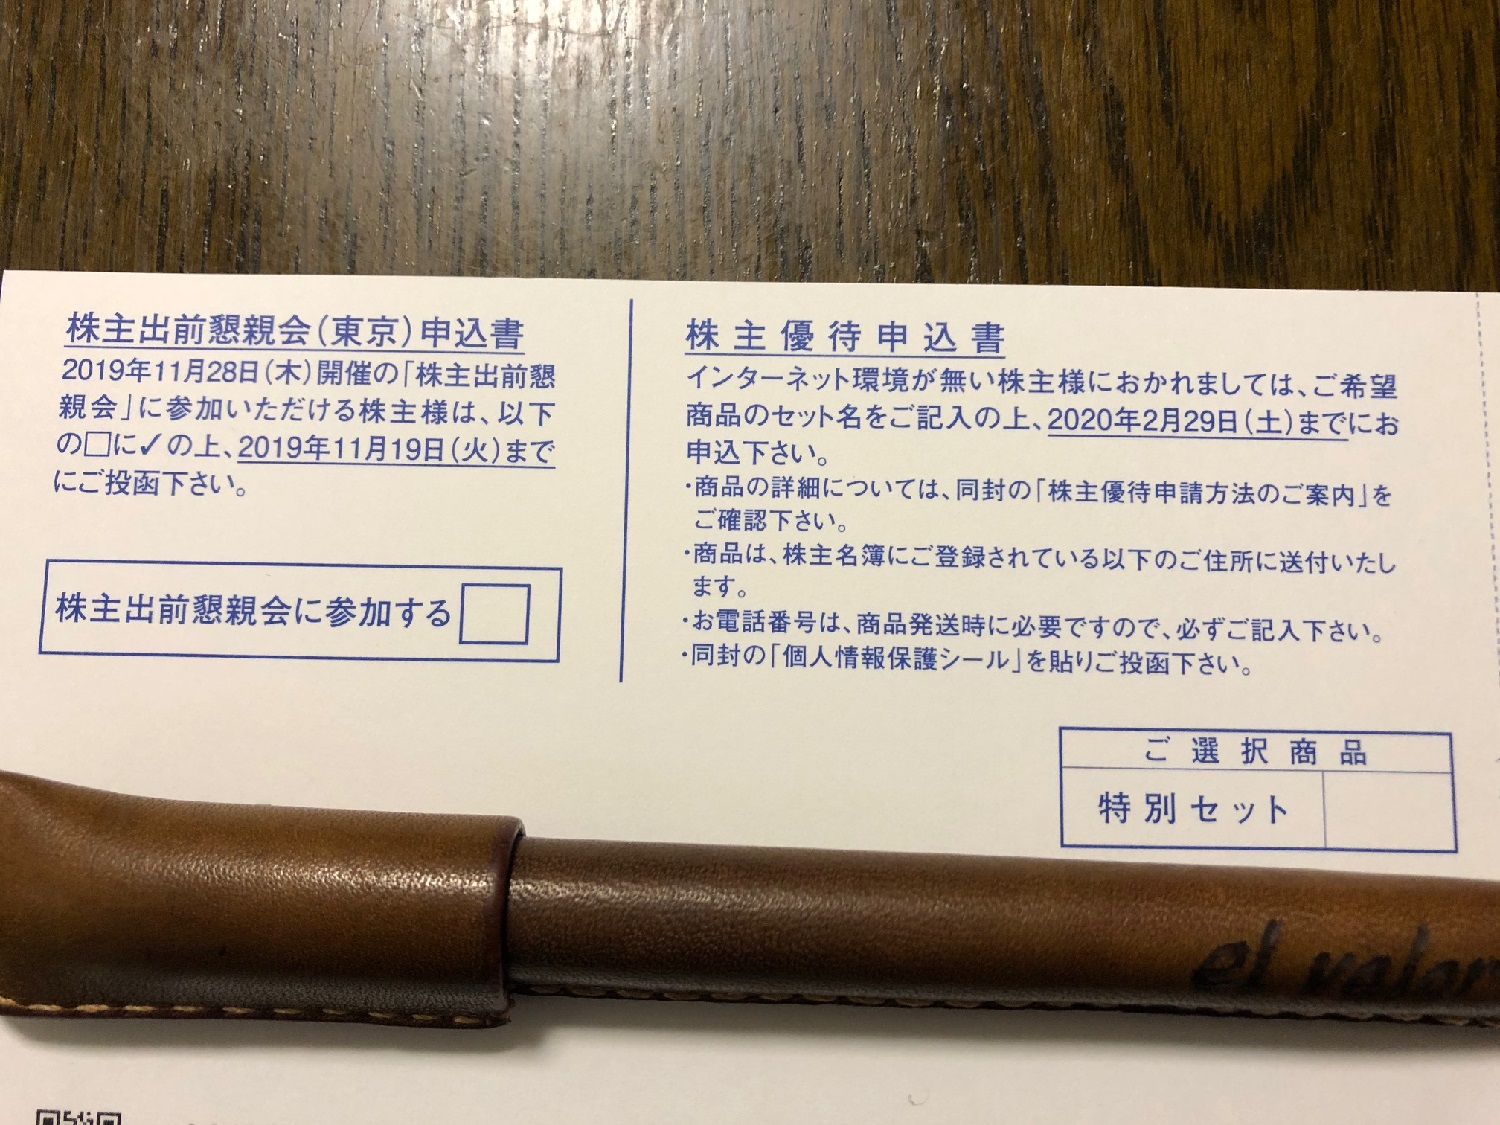 株主出前懇親会(東京)申込書
2019年11月28日(木)開催の「株主出前懇
親会」に参加いただける株主様は、以下
の□に✓の上、2019年11月19日(火)まで
にご投函下さい。
株主出前懇親会に参加する
株主優待申込書
インターネット環境が無い株主様におかれましては、ご希望
商品のセット名をご記入の上、2020年2月29日(土)までにお
申込下さい。
・商品の詳細については、同封の「株主優待申請方法のご案内」を
ご確認下さい。
・商品は、株主名簿にご登録されている以下のご住所に送付いたし
ます。
・お電話番号は、商品発送時に必要ですので、必ずご記入下さい。
・同封の「個人情報保護シール」を貼りご投函下さい。
ご選択商品
特別セット
el